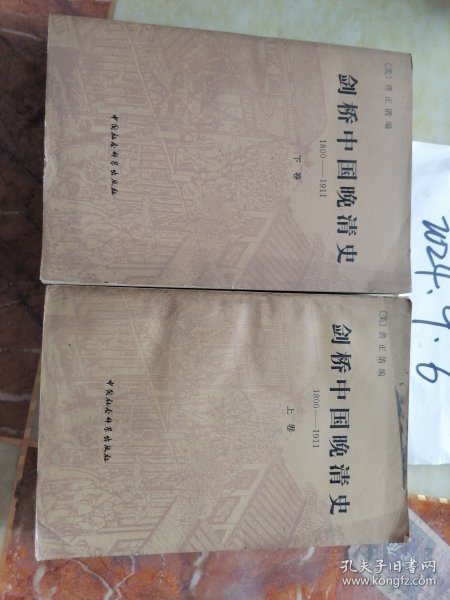 〔美〕费正清编
剑桥中国晚清史
1800——1911
下卷
中国社会科学出版社
〔美〕费正清编
剑桥中国晚清史
1800——1911
上卷
中国社会科学出版社
2024.9.6
孔夫子旧书网
www.kongfz.com